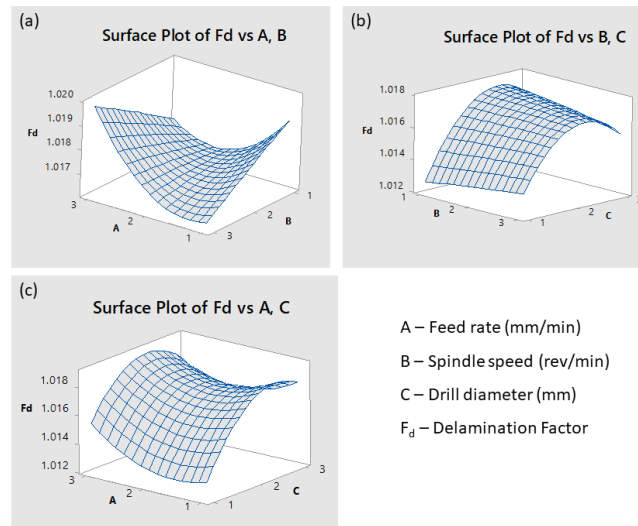 (a)
Surface Plot of Fd vs A, B
1.020
1.019
Fd
1.018
1.017
3
2
A
1
3
2
B
1
(b)
Surface Plot of Fd vs B, C
1.018
1.016
Fd
1.014
1.012
1
B
2
3
1
2
C
(c)
Surface Plot of Fd vs A, C
1.018
Fd
1.016
1.014
1.012
3
A
2
1
1
2
C
3
A – Feed rate (mm/min)
B – Spindle speed (rev/min)
C – Drill diameter (mm)
Fd – Delamination Factor